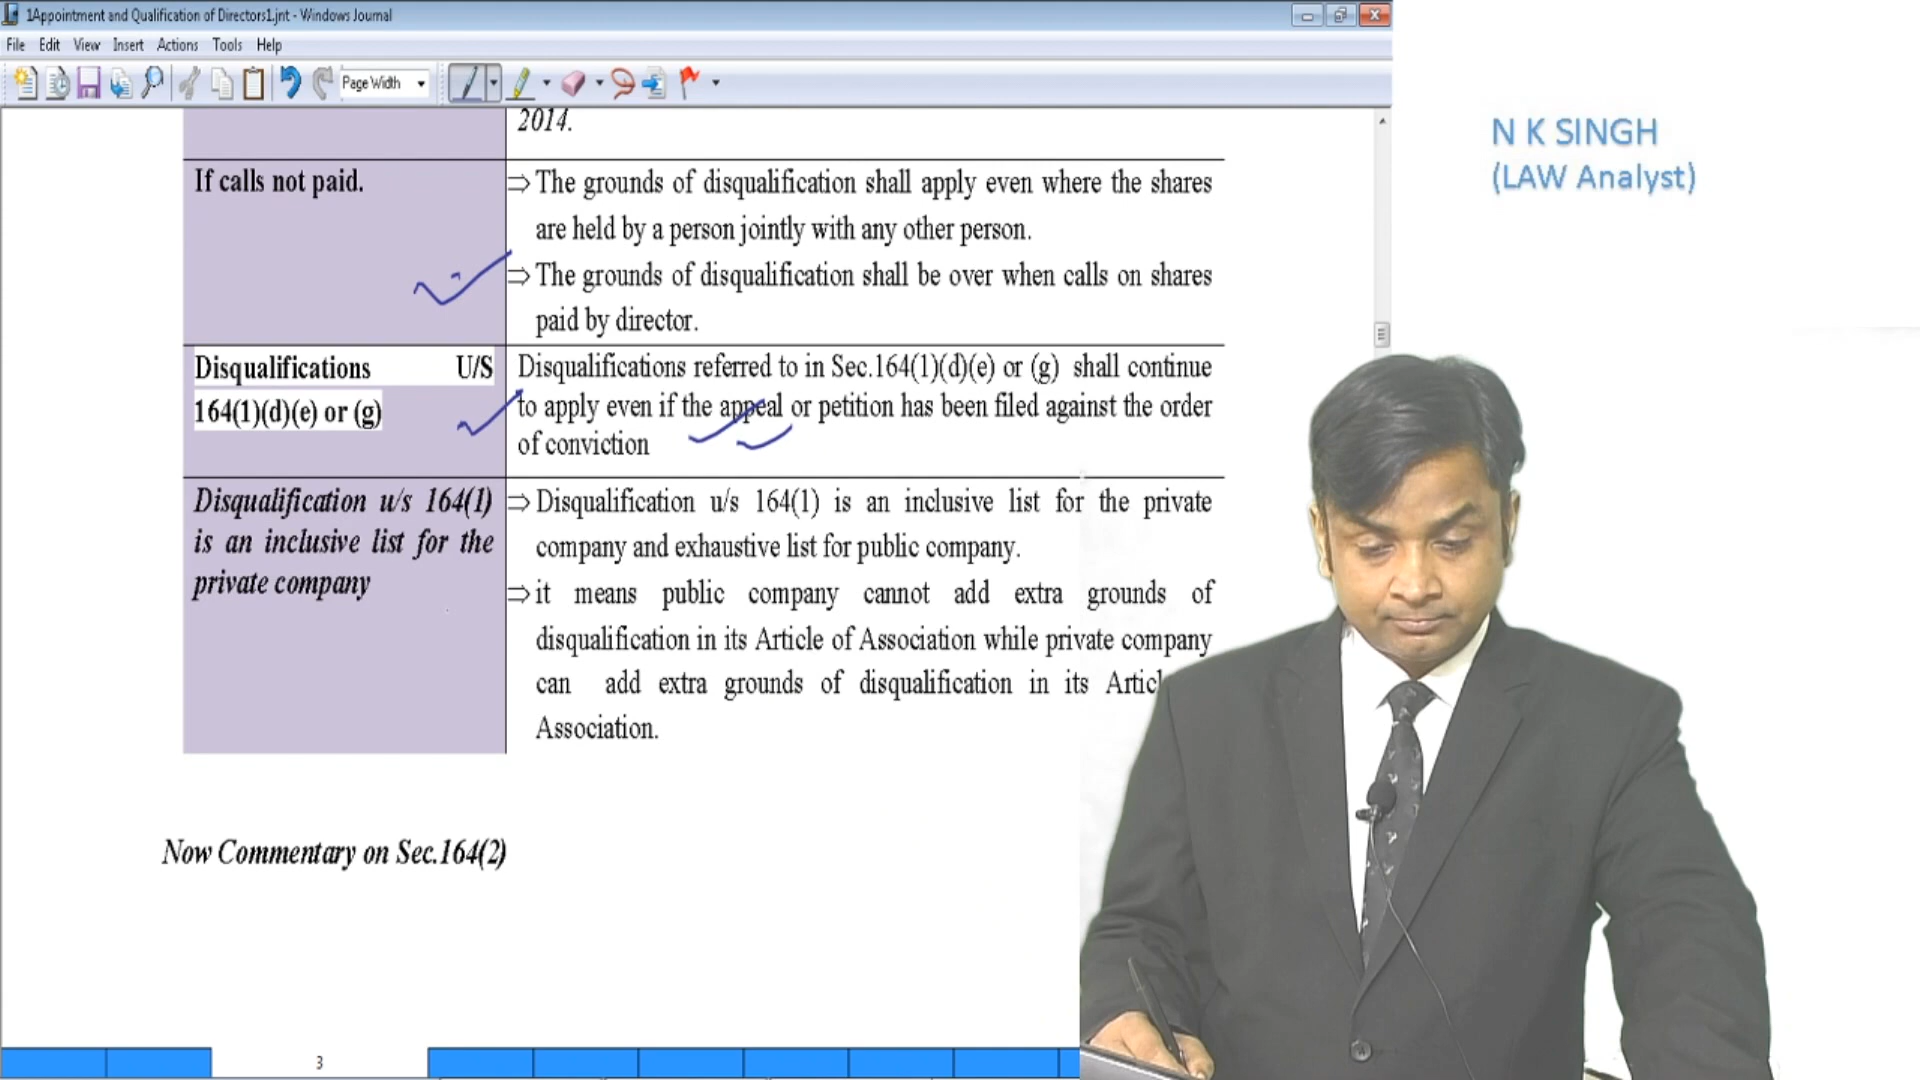 1Appointment and Qualification of Directors1.jnt - Windows Journal
File Edit View Insert Actions Tools Help
Page Width
N K SINGH
(LAW Analyst)
2014.
If calls not paid.
⇒ The grounds of disqualification shall apply even where the shares
are held by a person jointly with any other person.
⇒ The grounds of disqualification shall be over when calls on shares
paid by director.
Disqualifications U/S
164(1)(d)(e) or (g)
Disqualifications referred to in Sec.164(1)(d)(e) or (g) shall continue
to apply even if the appeal or petition has been filed against the order
of conviction
Disqualification u/s 164(1)
is an inclusive list for the
private company
⇒ Disqualification u/s 164(1) is an inclusive list for the private
company and exhaustive list for public company.
⇒ it means public company cannot add extra grounds of
disqualification in its Article of Association while private company
can add extra grounds of disqualification in its
Association.
Now Commentary on Sec.164(2)
3